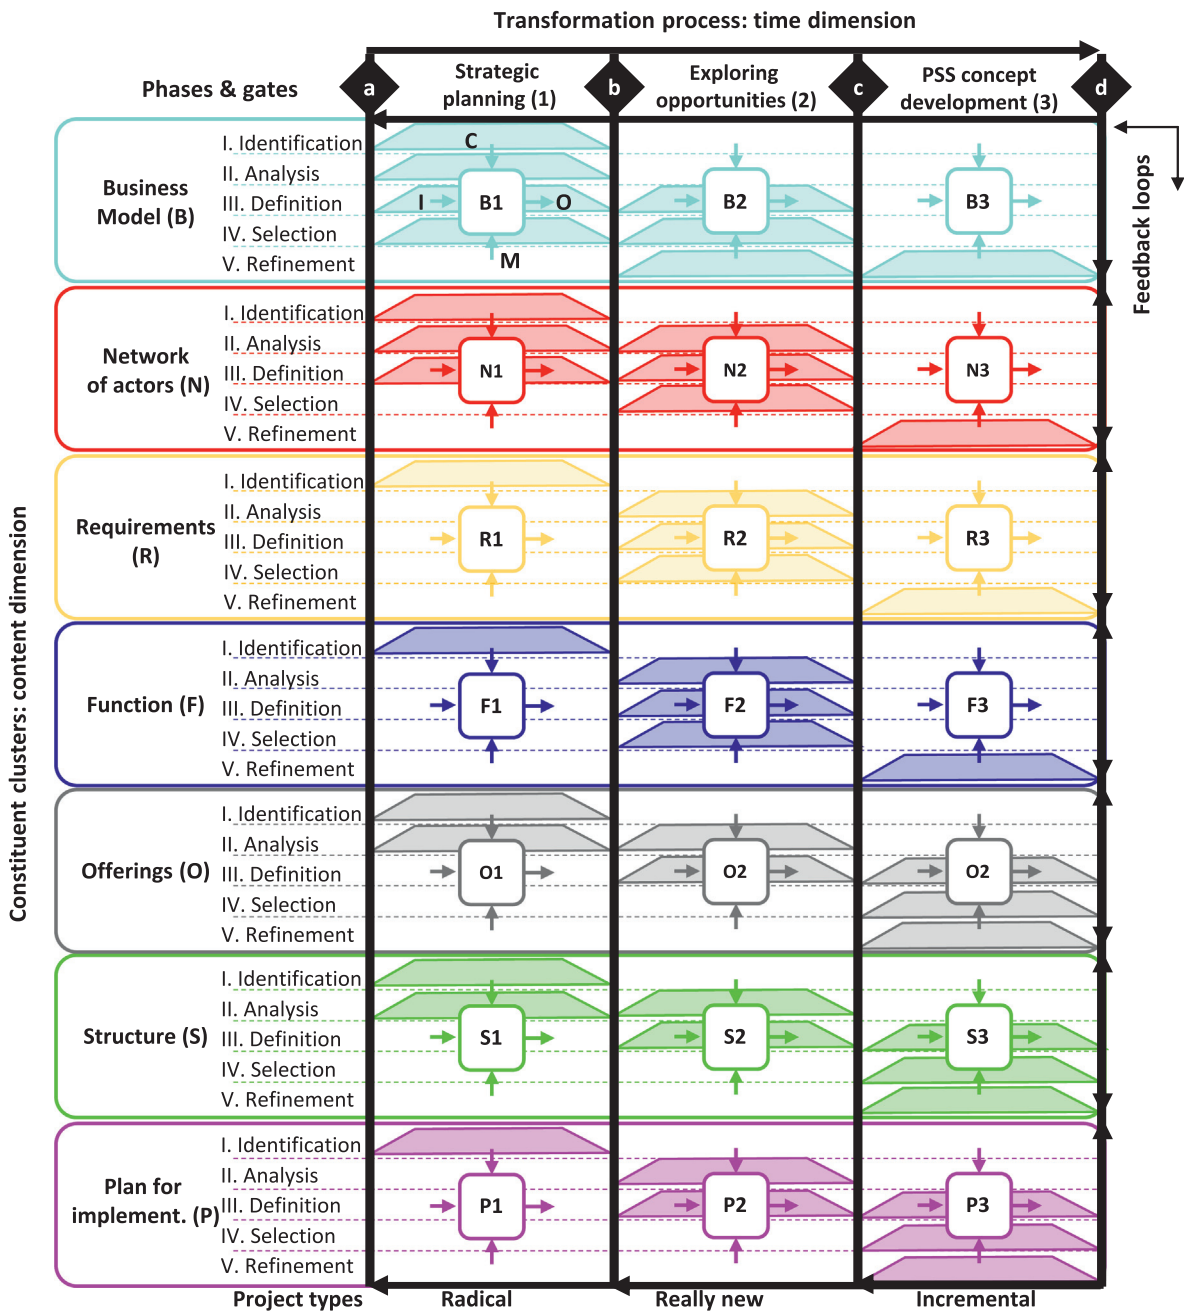 Transformation process: time dimension
Phases & gates
a
Strategic
planning (1)
b
Exploring
opportunities (2)
c
PSS concept
development (3)
d
Feedback loops
Constituent clusters: content dimension
Business
Model (B)
I. Identification
II. Analysis
III. Definition
IV. Selection
V. Refinement
C
I
B1
O
M
B2
B3
Network
of actors (N)
I. Identification
II. Analysis
III. Definition
IV. Selection
V. Refinement
N1
N2
N3
Requirements
(R)
I. Identification
II. Analysis
III. Definition
IV. Selection
V. Refinement
R1
R2
R3
Function (F)
I. Identification
II. Analysis
III. Definition
IV. Selection
V. Refinement
F1
F2
F3
Offerings (O)
I. Identification
II. Analysis
III. Definition
IV. Selection
V. Refinement
O1
O2
O2
Structure (S)
I. Identification
II. Analysis
III. Definition
IV. Selection
V. Refinement
S1
S2
S3
Plan for
implement. (P)
I. Identification
II. Analysis
III. Definition
IV. Selection
V. Refinement
P1
P2
P3
Project types
Radical
Really new
Incremental